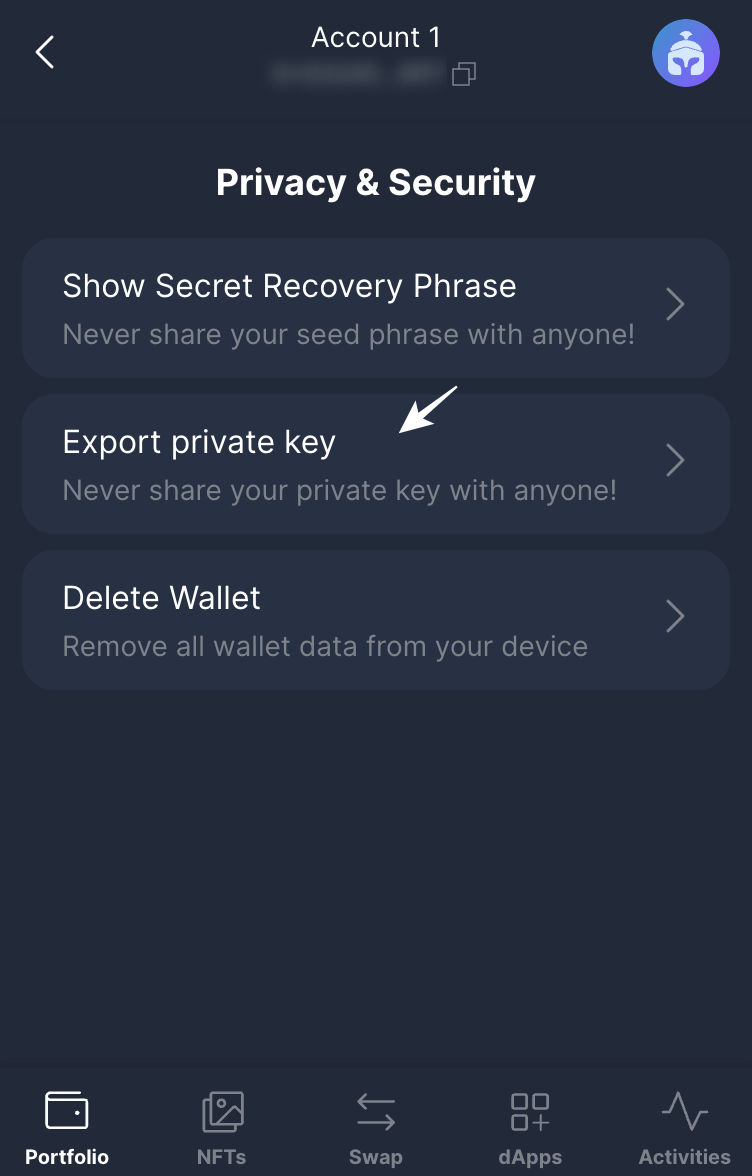 Account 1
Privacy & Security
Show Secret Recovery Phrase
Never share your seed phrase with anyone!
Export private key
Never share your private key with anyone!
Delete Wallet
Remove all wallet data from your device
Portfolio
NFTs
Swap
dApps
Activities